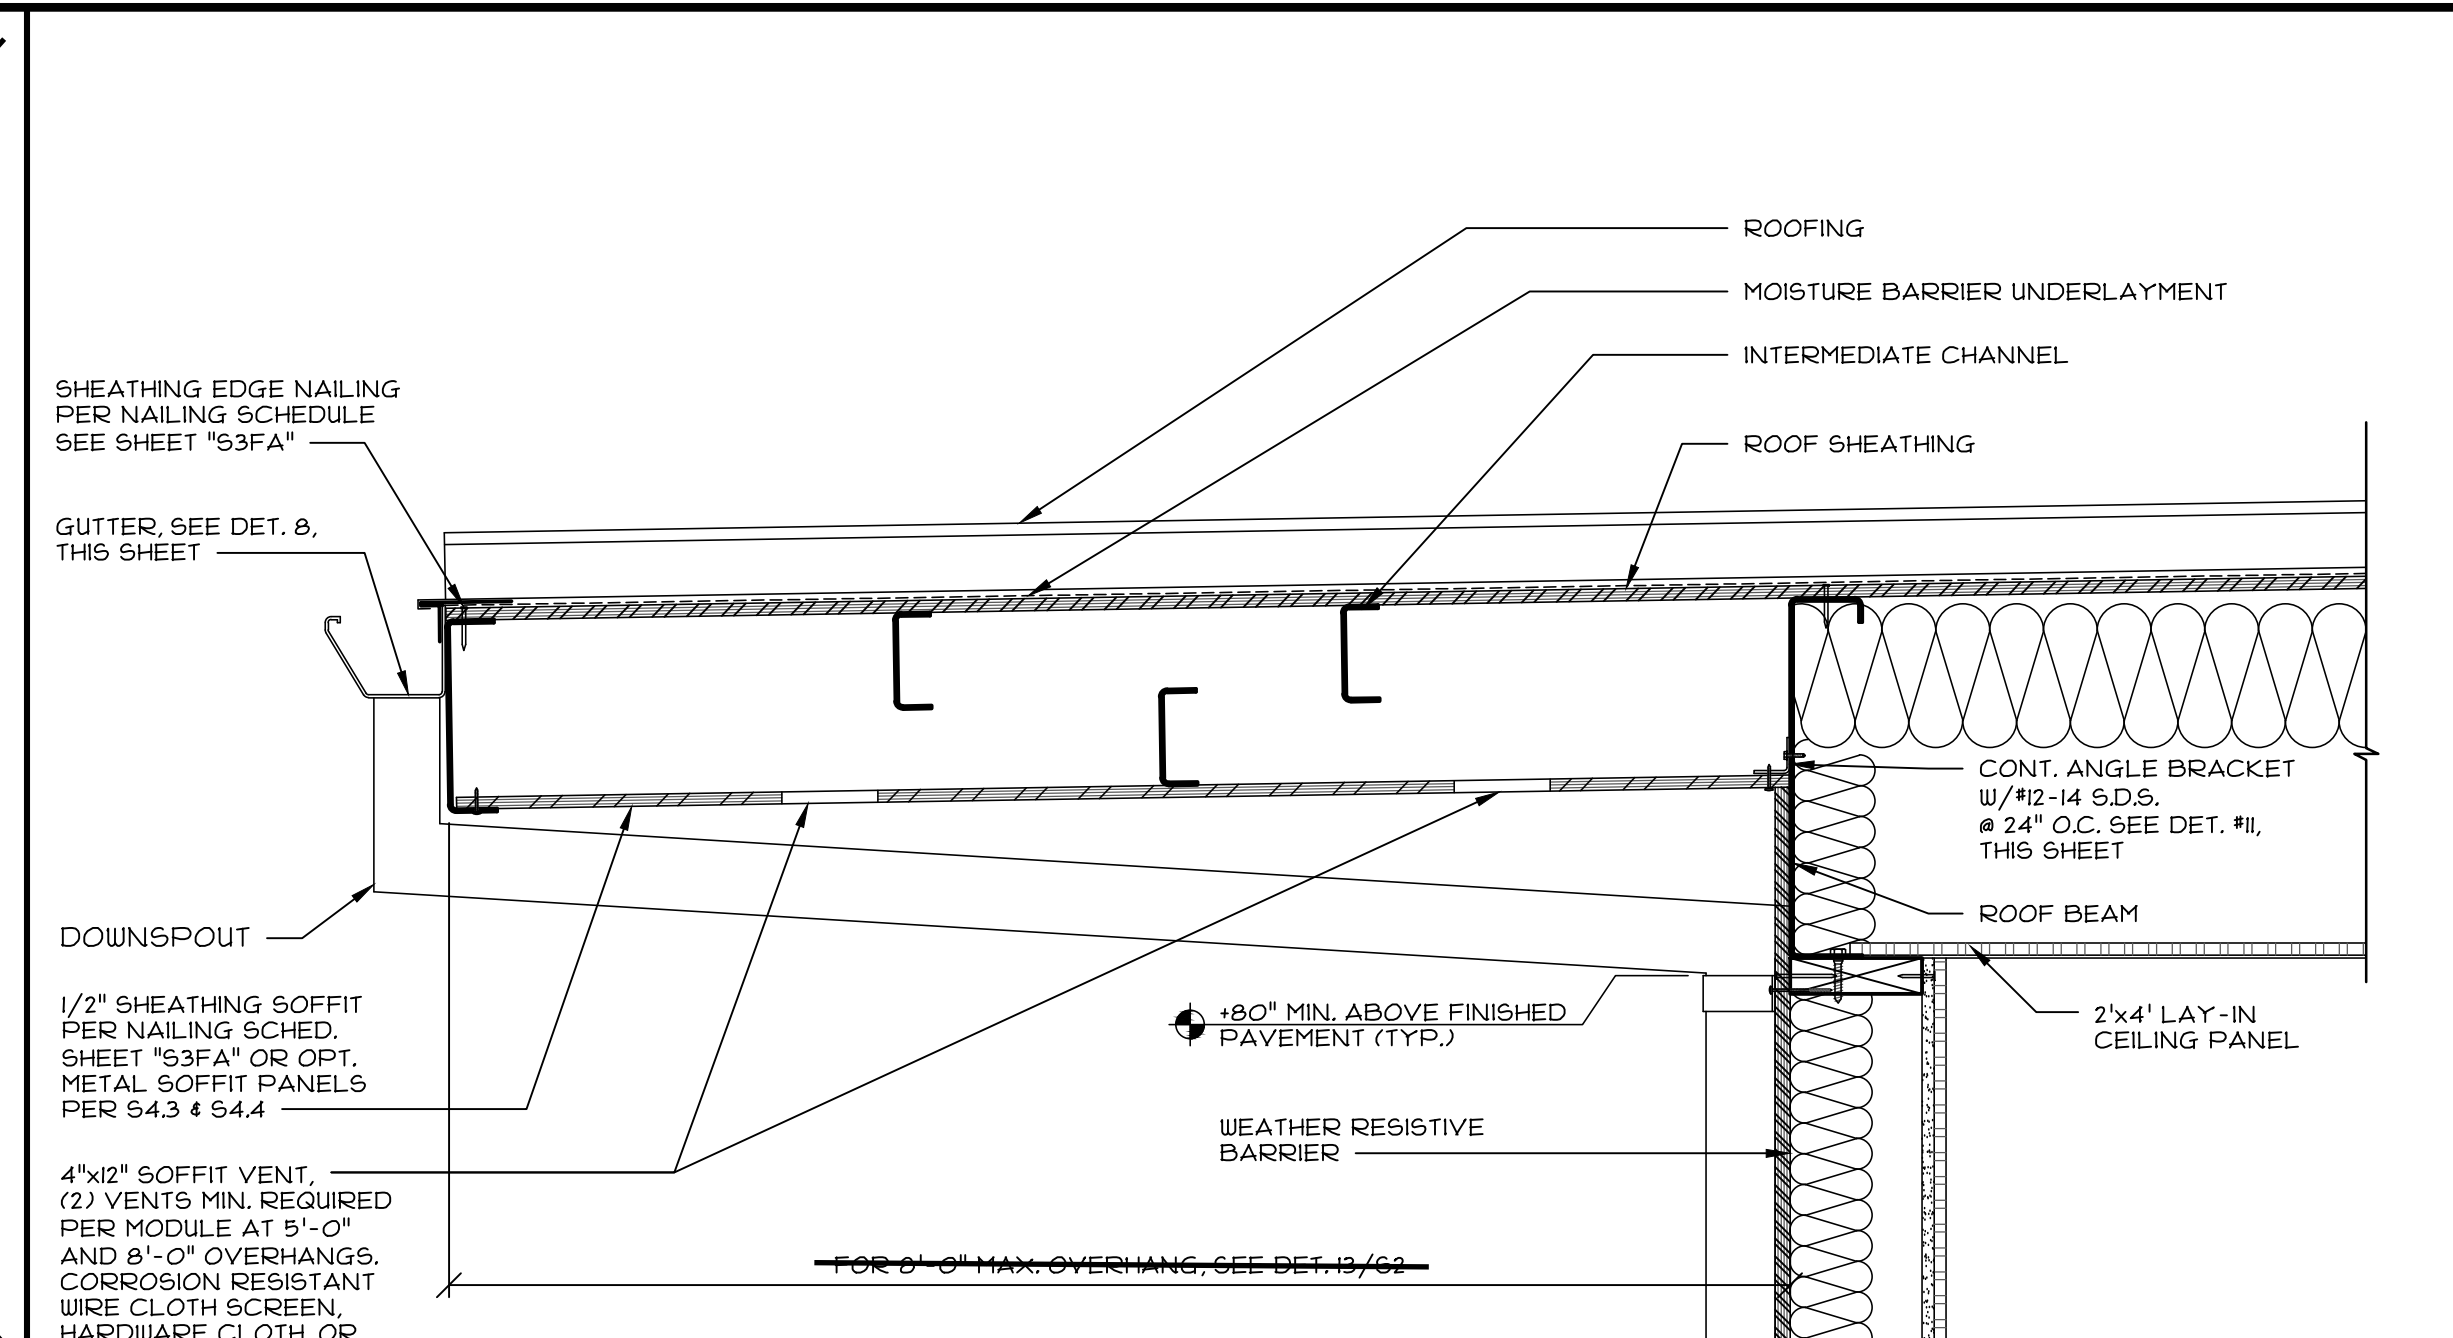 ROOFING
MOISTURE BARRIER UNDERLAYMENT
INTERMEDIATE CHANNEL
ROOF SHEATHING
SHEATHING EDGE NAILING
PER NAILING SCHEDULE
SEE SHEET "S3FA"
GUTTER, SEE DET. 8,
THIS SHEET
CONT. ANGLE BRACKET
W/#12-14 S.D.S.
@ 24" O.C. SEE DET. #11,
THIS SHEET
ROOF BEAM
DOWNSPOUT
1/2" SHEATHING SOFFIT
PER NAILING SCHED.
SHEET "S3FA" OR OPT.
METAL SOFFIT PANELS
PER S4.3 & S4.4
+80" MIN. ABOVE FINISHED
PAVEMENT (TYP.)
2'x4' LAY-IN
CEILING PANEL
WEATHER RESISTIVE
BARRIER
4"x12" SOFFIT VENT,
(2) VENTS MIN. REQUIRED
PER MODULE AT 5'-0"
AND 8'-0" OVERHANGS.
CORROSION RESISTANT
WIRE CLOTH SCREEN,
HARDWARE CLOTH, OR
FOR 8'-0" MAX. OVERHANG, SEE DET. 13/S2